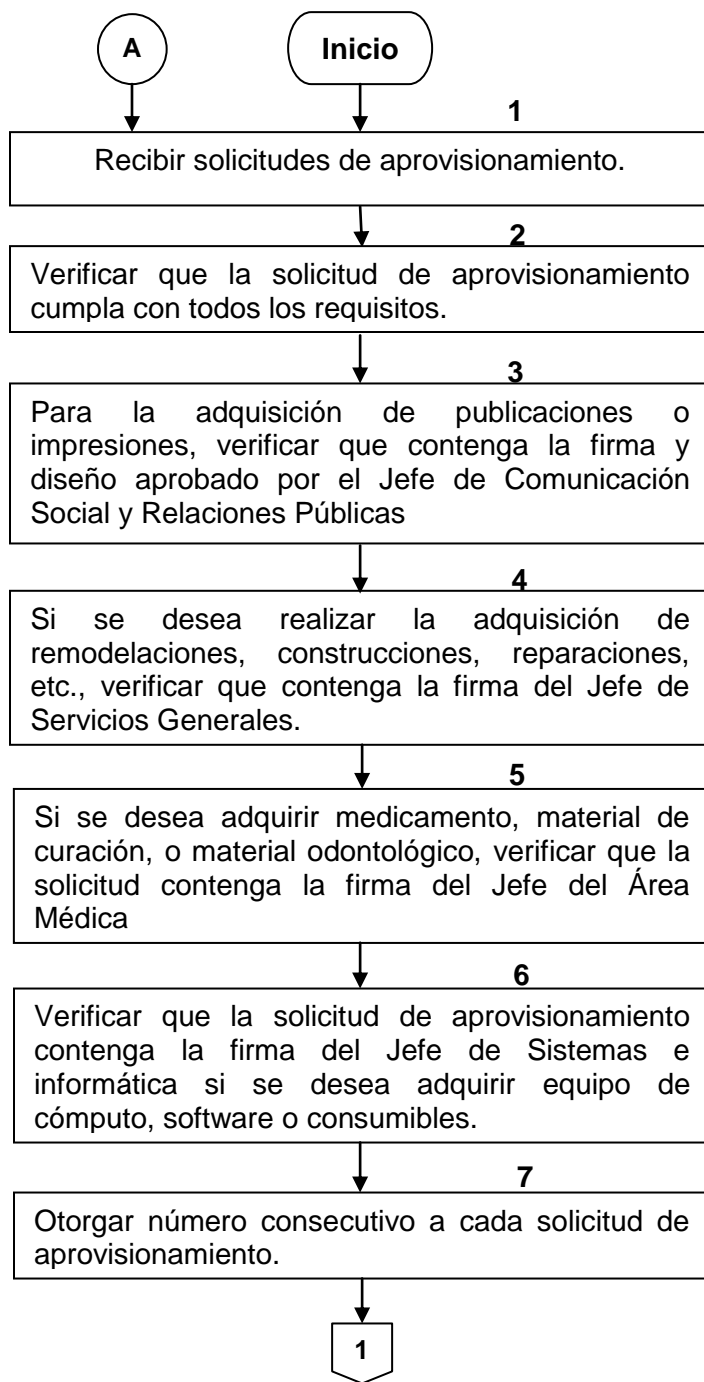 A
Inicio
1
Recibir solicitudes de aprovisionamiento.
2
Verificar que la solicitud de aprovisionamiento
cumpla con todos los requisitos.
3
Para la adquisición de publicaciones o
impresiones, verificar que contenga la firma y
diseño aprobado por el Jefe de Comunicación
Social y Relaciones Públicas
4
Si se desea realizar la adquisición de
remodelaciones, construcciones, reparaciones,
etc., verificar que contenga la firma del Jefe de
Servicios Generales.
5
Si se desea adquirir medicamento, material de
curación, o material odontológico, verificar que la
solicitud contenga la firma del Jefe del Área
Médica
6
Verificar que la solicitud de aprovisionamiento
contenga la firma del Jefe de Sistemas e
informática si se desea adquirir equipo de
cómputo, software o consumibles.
7
Otorgar número consecutivo a cada solicitud de
aprovisionamiento.
1